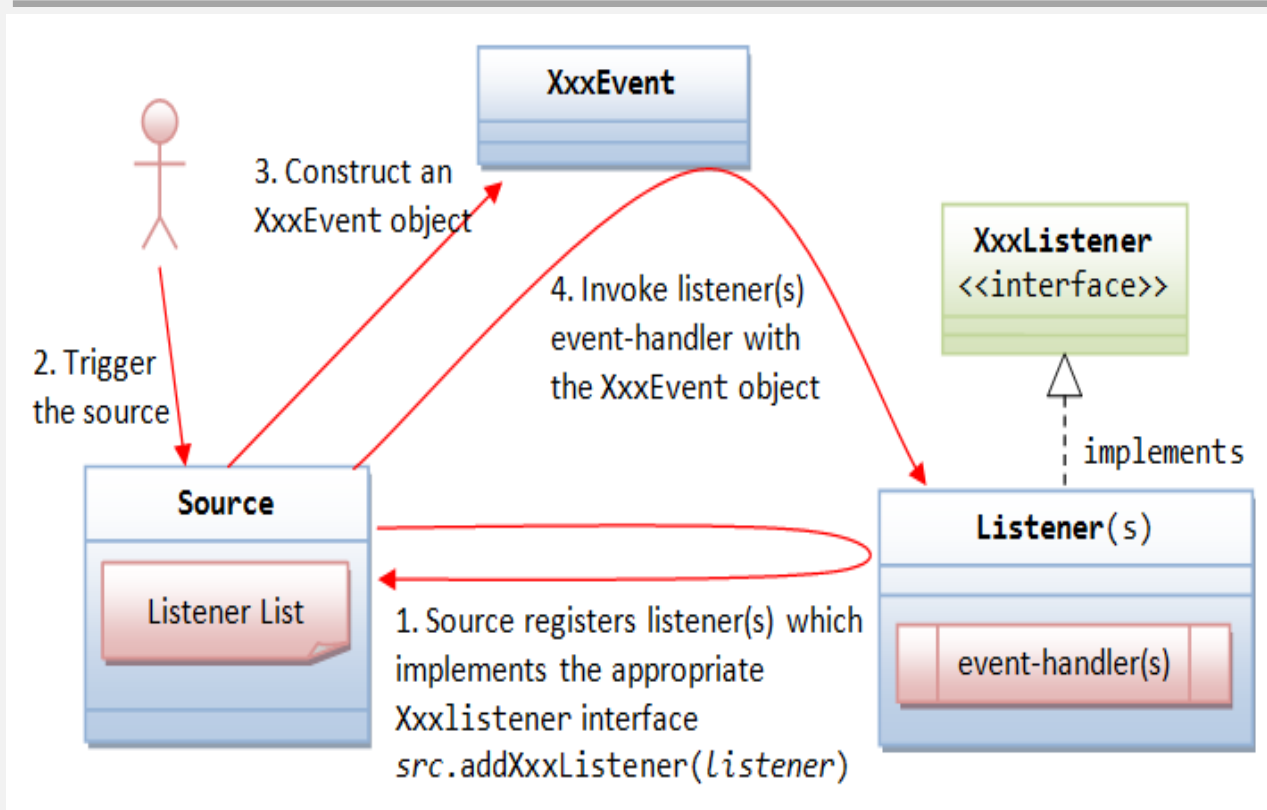 XxxEvent
3. Construct an
XxxEvent object
XxxListener
<<interface>>
4. Invoke listener(s)
event-handler with
the XxxEvent object
2. Trigger
the source
implements
Source
Listener(s)
Listener List
1. Source registers listener(s) which
implements the appropriate
Xxxlistener interface
src.addXxxListener(listener)
event-handler(s)